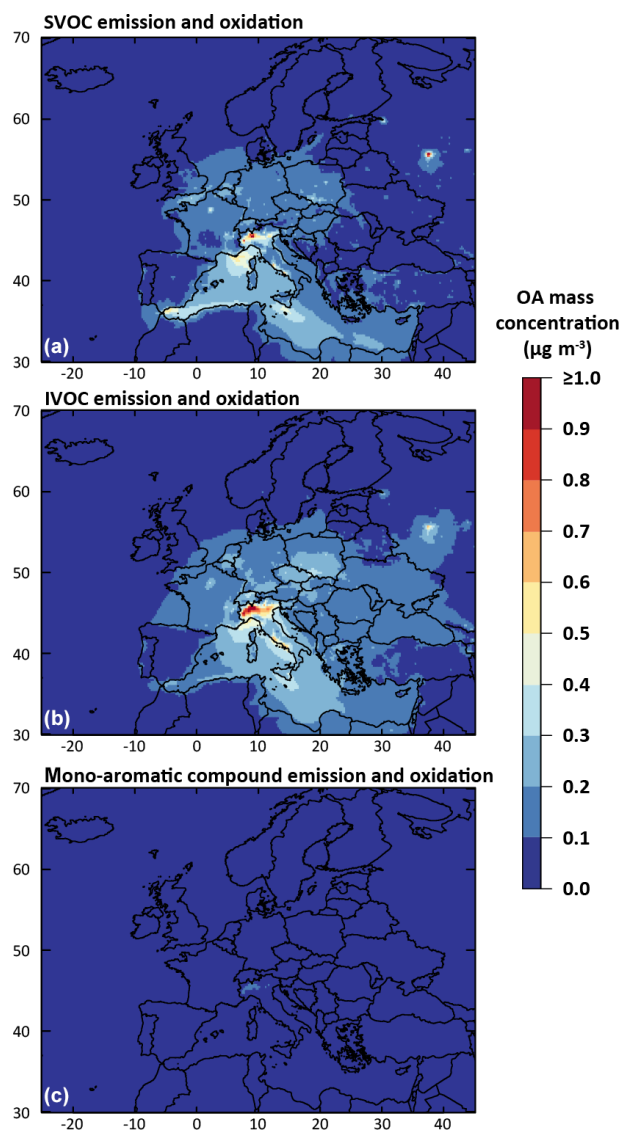 SVOC emission and oxidation
70
60
50
40
30
(a)
-20 -10 0 10 20 30 40
IVOC emission and oxidation
70
60
50
40
30
(b)
-20 -10 0 10 20 30 40
Mono-aromatic compound emission and oxidation
70
60
50
40
30
(c)
-20 -10 0 10 20 30 40
OA mass
concentration
(µg m⁻³)
≥1.0
0.9
0.8
0.7
0.6
0.5
0.4
0.3
0.2
0.1
0.0